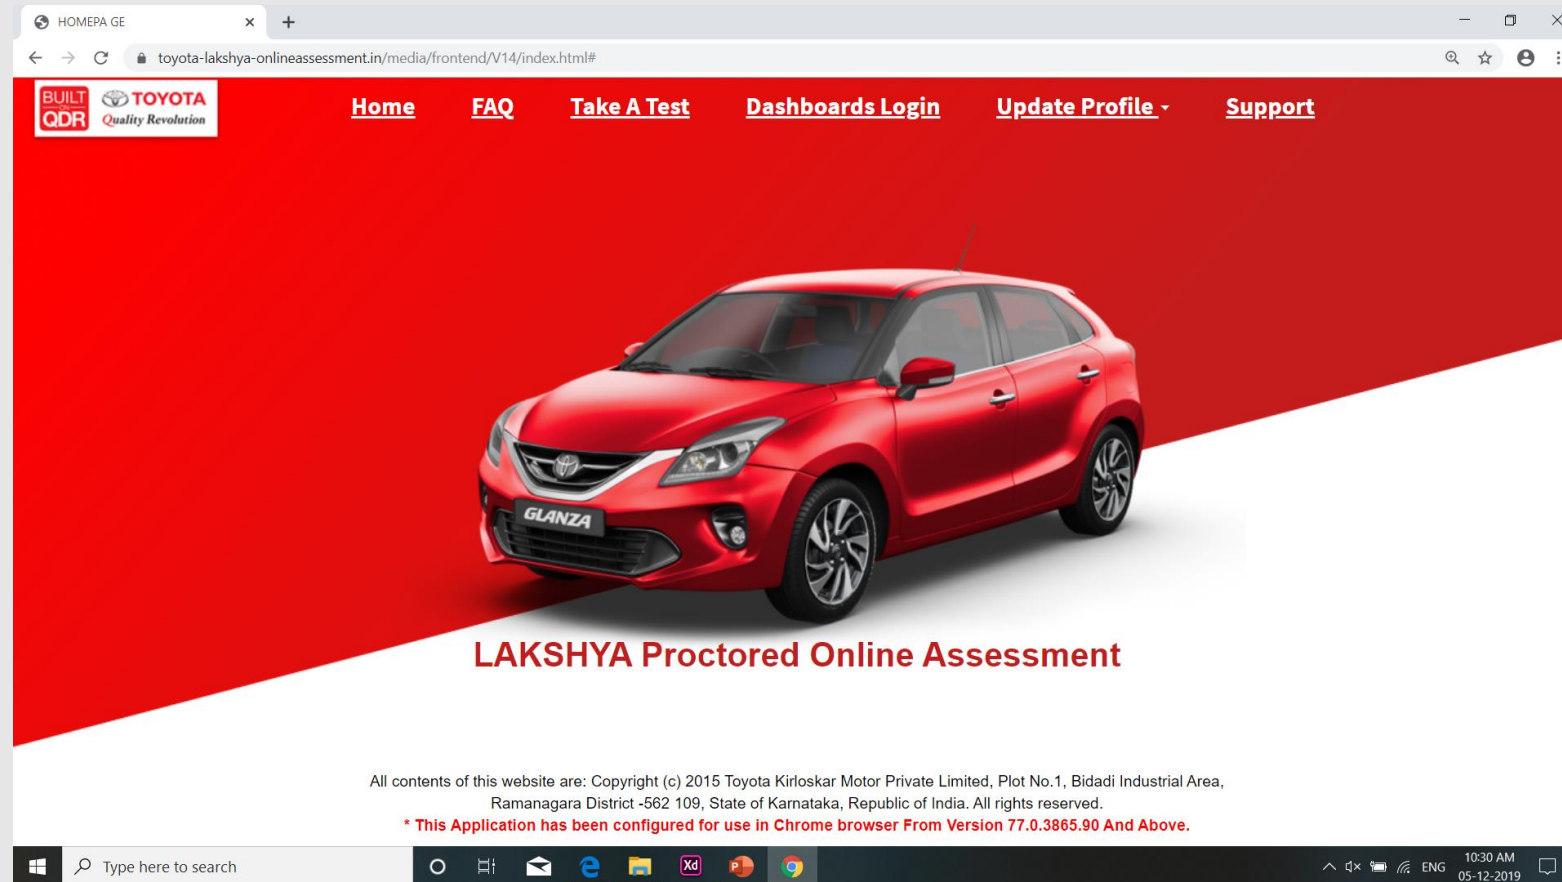 HOMEPA GE
toyota-lakshya-onlineassessment.in/media/frontend/V14/index.html#
BUILT
ON
QDR
TOYOTA
Quality Revolution
Home FAQ Take A Test Dashboards Login Update Profile Support
GLANZA
LAKSHYA Proctored Online Assessment
All contents of this website are: Copyright (c) 2015 Toyota Kirloskar Motor Private Limited, Plot No.1, Bidadi Industrial Area,
Ramanagara District -562 109, State of Karnataka, Republic of India. All rights reserved.
* This Application has been configured for use in Chrome browser From Version 77.0.3865.90 And Above.
Type here to search
Xd
P
ENG
10:30 AM
05-12-2019